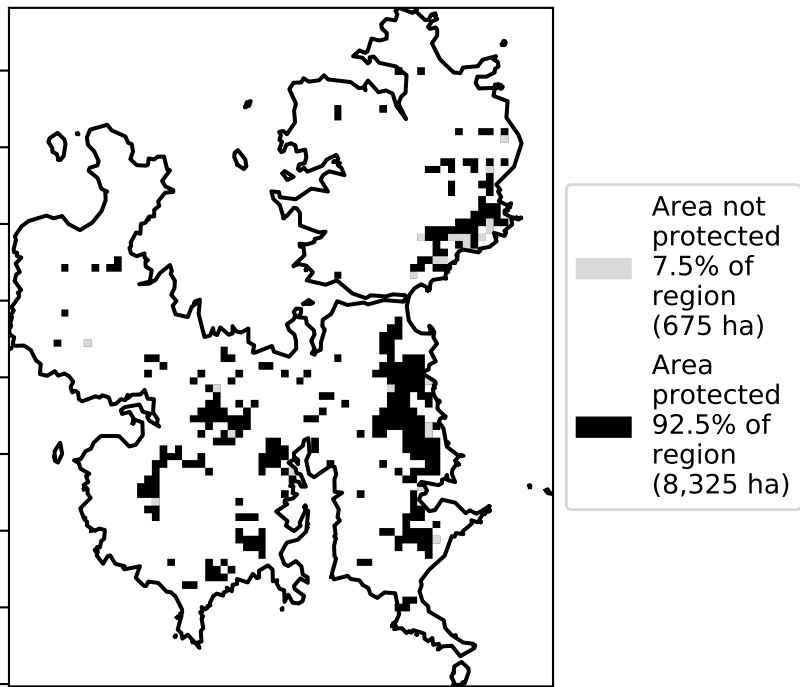 Area not
protected
7.5% of
region
(675 ha)
Area
protected
92.5% of
region
(8,325 ha)